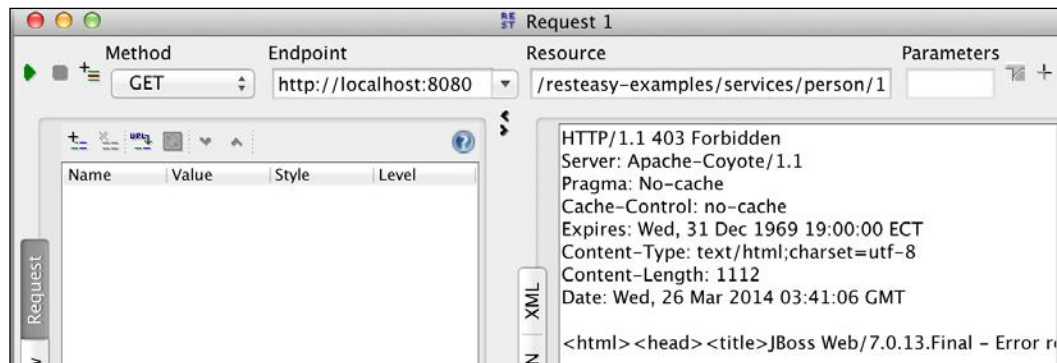 REST Request 1
Method Endpoint Resource Parameters
GET http://localhost:8080 /resteasy-examples/services/person/1
Name Value Style Level
Request
XML
HTTP/1.1 403 Forbidden
Server: Apache-Coyote/1.1
Pragma: No-cache
Cache-Control: no-cache
Expires: Wed, 31 Dec 1969 19:00:00 ECT
Content-Type: text/html;charset=utf-8
Content-Length: 1112
Date: Wed, 26 Mar 2014 03:41:06 GMT
<html><head><title>JBoss Web/7.0.13.Final - Error